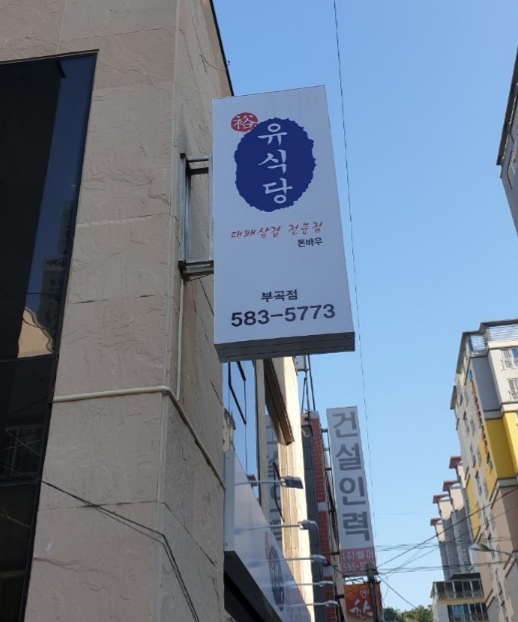 裕
유식당
대패삼겹 전문점
돈바우
부곡점
583-5773
건설인력